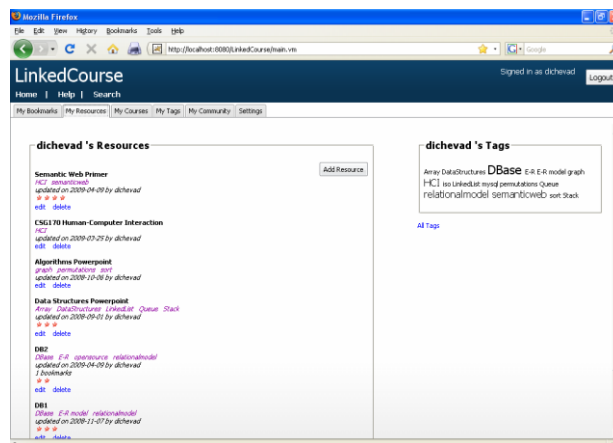 Mozilla Firefox
File Edit View History Bookmarks Tools Help
http://localhost:8080/LinkedCourse/main.vm
Google
LinkedCourse
Signed in as dichevad
Logout
Home | Help | Search
My Bookmarks My Resources My Courses My Tags My Community Settings
dichevad 's Resources
Add Resource
Semantic Web Primer
HCI semanticweb
updated on 2009-04-09 by dichevad
edit delete
CSG170 Human-Computer Interaction
HCI
updated on 2009-03-25 by dichevad
edit delete
Algorithms Powerpoint
graph permutations sort
updated on 2008-10-06 by dichevad
edit delete
Data Structures Powerpoint
Array DataStructures LinkedList Queue Stack
updated on 2008-09-01 by dichevad
edit delete
DB2
DBase E-R opensource relationalmodel
updated on 2009-04-09 by dichevad
1 bookmarks
edit delete
DB1
DBase E-R model relationalmodel
updated on 2008-11-07 by dichevad
edit delete
dichevad 's Tags
Array DataStructures DBase E-R E-R model graph
HCI iso LinkedList mysql permutations Queue
relationalmodel semanticweb sort Stack
All Tags